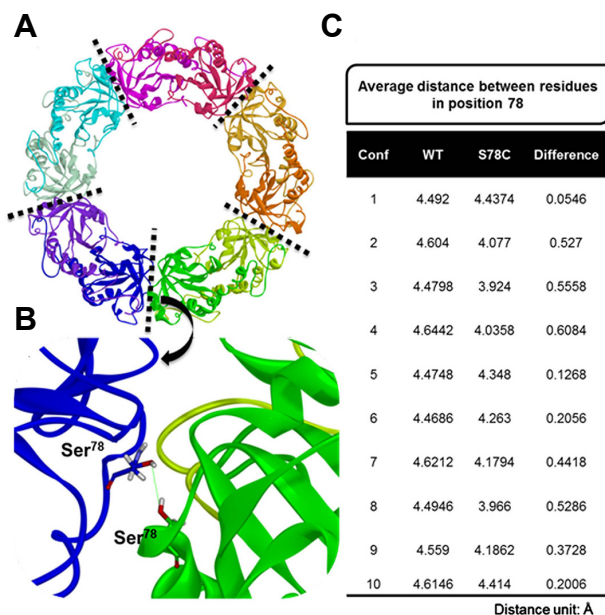 A
B
Ser78
Ser78
C
Average distance between residues
in position 78
Conf WT S78C Difference
1 4.492 4.4374 0.0546
2 4.604 4.077 0.527
3 4.4798 3.924 0.5558
4 4.6442 4.0358 0.6084
5 4.4748 4.348 0.1268
6 4.4686 4.263 0.2056
7 4.6212 4.1794 0.4418
8 4.4946 3.966 0.5286
9 4.559 4.1862 0.3728
10 4.6146 4.414 0.2006
Distance unit: Å